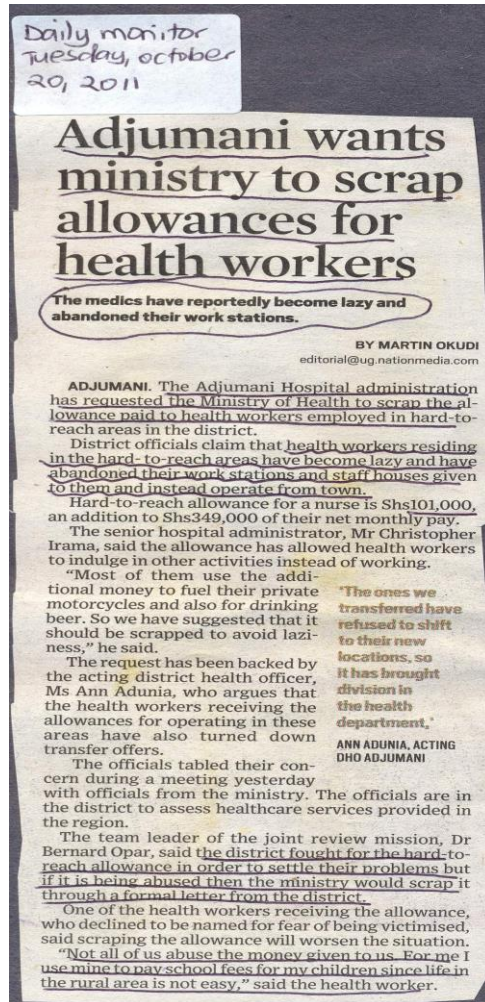 Daily monitor
Tuesday, october
20, 2011
Adjumani wants
ministry to scrap
allowances for
health workers
The medics have reportedly become lazy and
abandoned their work stations.
BY MARTIN OKUDI
editorial@ug.nationmedia.com
ADJUMANI. The Adjumani Hospital administration
has requested the Ministry of Health to scrap the al-
lowance paid to health workers employed in hard-to-
reach areas in the district.
District officials claim that health workers residing
in the hard- to-reach areas have become lazy and have
abandoned their work stations and staff houses given
to them and instead operate from town.
Hard-to-reach allowance for a nurse is Shs101,000,
an addition to Shs349,000 of their net monthly pay.
The senior hospital administrator, Mr Christopher
Irama, said the allowance has allowed health workers
to indulge in other activities instead of working.
"Most of them use the addi-
tional money to fuel their private
motorcycles and also for drinking
beer. So we have suggested that it
should be scrapped to avoid lazi-
ness," he said.
The request has been backed by
the acting district health officer,
Ms Ann Adunia, who argues that
the health workers receiving the
allowances for operating in these
areas have also turned down
transfer offers.
The officials tabled their con-
cern during a meeting yesterday
with officials from the ministry. The officials are in
the district to assess healthcare services provided in
the region.
'The ones we
transferred have
refused to shift
to their new
locations, so
it has brought
division in
the health
department,'
ANN ADUNIA, ACTING
DHO ADJUMANI
The team leader of the joint review mission, Dr
Bernard Opar, said the district fought for the hard-to-
reach allowance in order to settle their problems but
if it is being abused then the ministry would scrap it
through a formal letter from the district.
One of the health workers receiving the allowance,
who declined to be named for fear of being victimised,
said scraping the allowance will worsen the situation.
"Not all of us abuse the money given to us. For me I
use mine to pay school fees for my children since life in
the rural area is not easy," said the health worker.